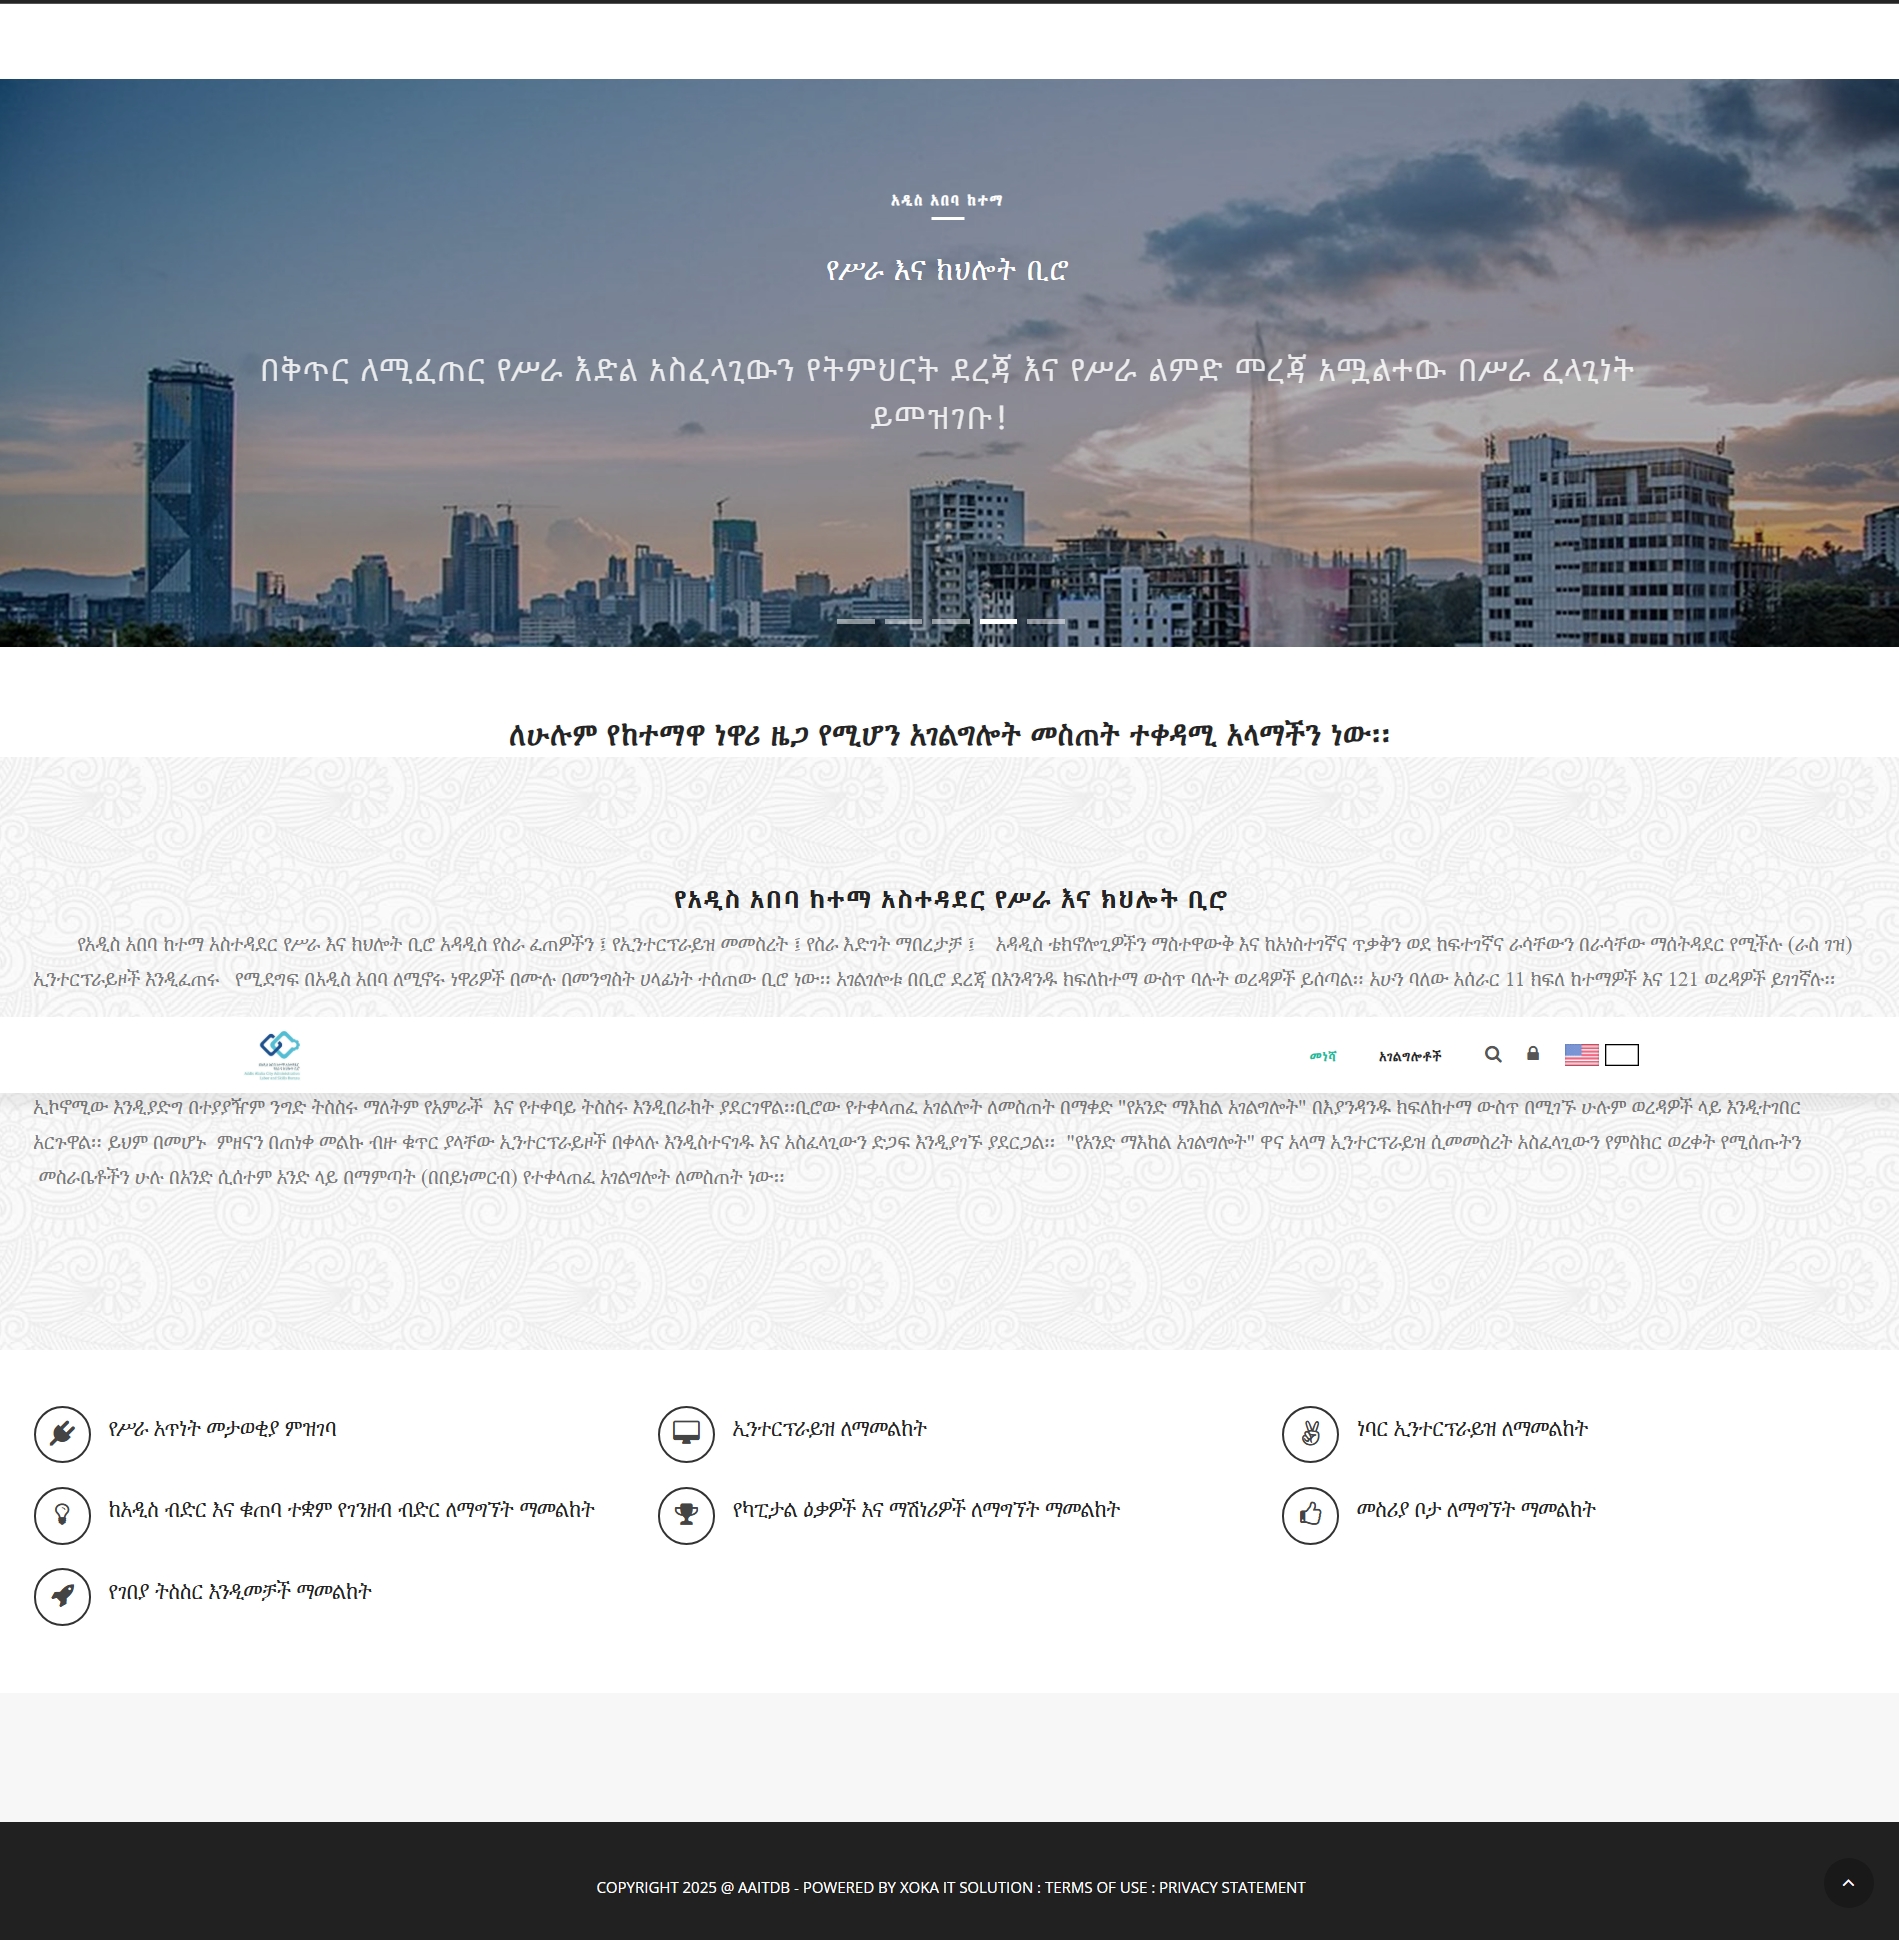 አዲስ አበባ ከተማ
የሥራ እና ክህሎት ቢሮ
በቅጥር ለሚፈጠር የሥራ እድል አስፈላጊውን የትምህርት ደረጃ እና የሥራ ልምድ መረጃ አሟልተው በሥራ ፈላጊነት
ይመዝገቡ!
ለሁሉም የከተማዋ ነዋሪ ዜጋ የሚሆን አገልግሎት መስጠት ተቀዳሚ አላማችን ነው።
የአዲስ አበባ ከተማ አስተዳደር የሥራ እና ክህሎት ቢሮ
የአዲስ አበባ ከተማ አስተዳደር የሥራ እና ክህሎት ቢሮ አዳዲስ የስራ ፈጠዎችን ፤ የኢንተርፕራይዝ መመስረት ፤ የስራ እድገት ማበረታቻ ፤ አዳዲስ ቴክኖሎጊዎችን ማስተዋውቅ እና ከአነስተገኛና ጥቃቅን ወደ ከፍተገኛና ራሳቸውን በራሳቸው ማሰትዳደር የሚችሉ (ራስ ገዝ)
ኢንተርፕራይዞች እንዲፈጠሩ የሚደግፍ በአዲስ አበባ ለሚኖሩ ነዋሪዎች በሙሉ በመንግስት ሀላፊነት ተሰጠው ቢሮ ነው። አገልገሎቱ በቢሮ ደረጃ በእንዳንዱ ክፍለከተማ ውስጥ ባሉት ወረዳዎች ይሰጣል። አሁን ባለው አሰራር 11 ክፍለ ከተማዎች እና 121 ወረዳዎች ይገገኛሉ።
መነሻ
አገልግሎቶች
ኢኮኖሚው እንዲያድግ በተያያዥም ንግድ ትስስሩ ማለትም የአምራች እና የተቀባይ ትስስሩ እንዲበራከት ያደርገዋል።ቢሮው የተቀላጠፈ አገልሎት ለመስጠት በማቀድ "የአንድ ማእከል አገልግሎት" በእያንዳንዱ ክፍለከተማ ውስጥ በሚገኙ ሁሉም ወረዳዎች ላይ እንዲተገበር
አርጉዋል። ይህም በመሆኑ ምዘናን በጠነቀ መልኩ ብዙ ቁጥር ያላቸው ኢንተርፕራይዞች በቀላሉ እንዲስተናገዱ እና አስፈላጊውን ድጋፍ እንዲያገኙ ያደርጋል። "የአንድ ማእከል አገልግሎት" ዋና አላማ ኢንተርፕራይዝ ሲመመስረት አስፈላጊውን የምስክር ወረቀት የሚሰጡትን
መስራቤቶችን ሁሉ በአንድ ሲሰተም አንድ ላይ በማምጣት (በበይነመርብ) የተቀላጠፈ አገልግሎት ለመስጠት ነው።
የሥራ አጥነት መታወቂያ ምዝገባ
ኢንተርፕራይዝ ለማመልከት
ነባር ኢንተርፕራይዝ ለማመልከት
ከአዲስ ብድር እና ቁጠባ ተቋም የገንዘብ ብድር ለማግኘት ማመልከት
የካፒታል ዕቃዎች እና ማሽነሪዎች ለማግኘት ማመልከት
መስሪያ ቦታ ለማግኘት ማመልከት
የገበያ ትስስር እንዲመቻች ማመልከት
COPYRIGHT 2025 @ AAITDB - POWERED BY XOKA IT SOLUTION : TERMS OF USE : PRIVACY STATEMENT